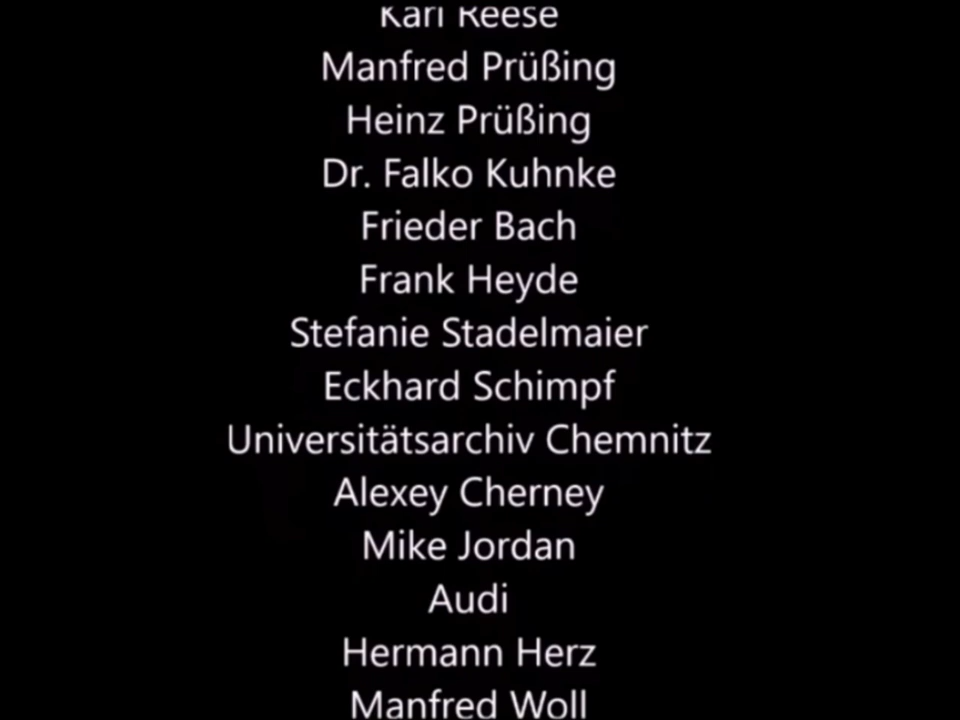 Karl Reese
Manfred Prüßing
Heinz Prüßing
Dr. Falko Kuhnke
Frieder Bach
Frank Heyde
Stefanie Stadelmaier
Eckhard Schimpf
Universitätsarchiv Chemnitz
Alexey Cherney
Mike Jordan
Audi
Hermann Herz
Manfred Woll